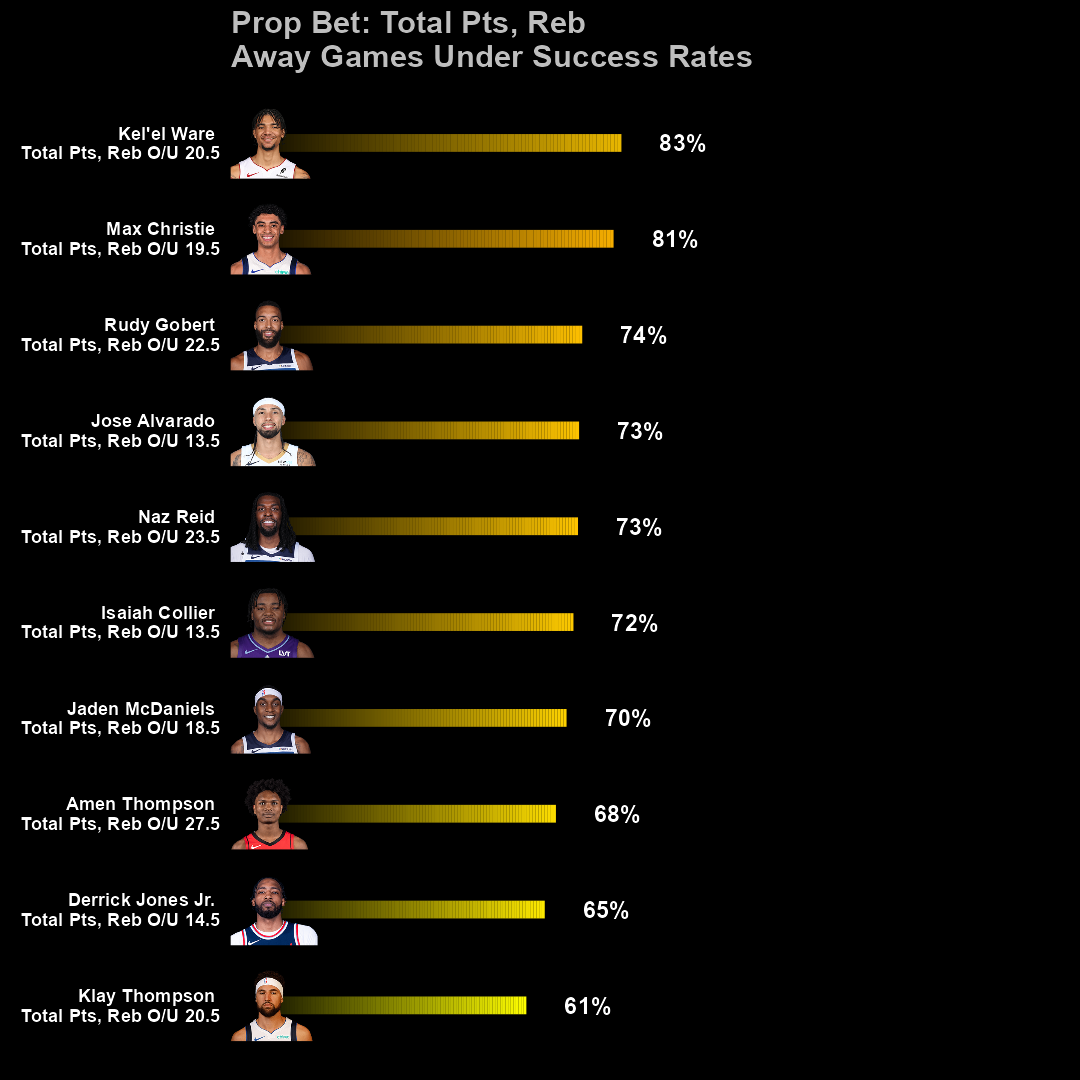 Prop Bet: Total Pts, Reb
Away Games Under Success Rates
Kel'el Ware
Total Pts, Reb O/U 20.5
83%
Max Christie
Total Pts, Reb O/U 19.5
81%
Rudy Gobert
Total Pts, Reb O/U 22.5
74%
Jose Alvarado
Total Pts, Reb O/U 13.5
73%
Naz Reid
Total Pts, Reb O/U 23.5
73%
Isaiah Collier
Total Pts, Reb O/U 13.5
72%
Jaden McDaniels
Total Pts, Reb O/U 18.5
70%
Amen Thompson
Total Pts, Reb O/U 27.5
68%
Derrick Jones Jr.
Total Pts, Reb O/U 14.5
65%
Klay Thompson
Total Pts, Reb O/U 20.5
61%